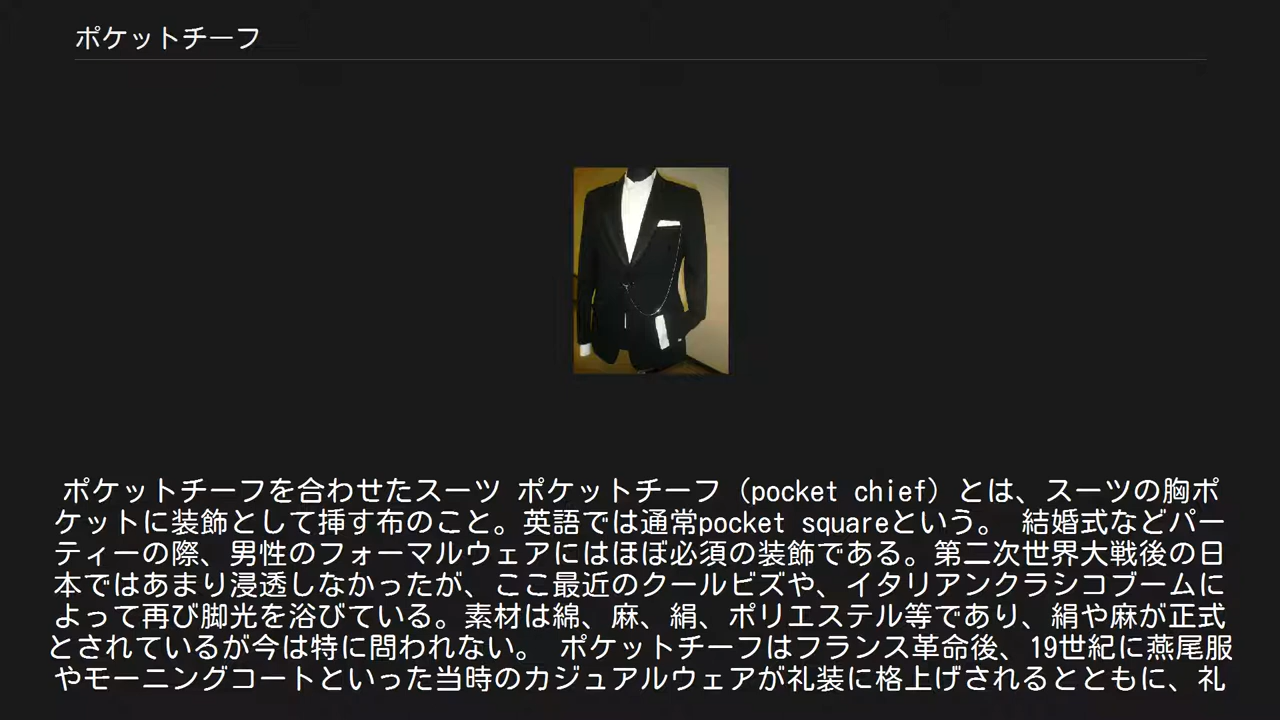 ポケットチーフ
ポケットチーフを合わせたスーツ ポケットチーフ（pocket chief）とは、スーツの胸ポ
ケットに装飾として挿す布のこと。英語では通常pocket squareという。 結婚式などパー
ティーの際、男性のフォーマルウェアにはほぼ必須の装飾である。第二次世界大戦後の日
本ではあまり浸透しなかったが、ここ最近のクールビズや、イタリアンクラシコブームに
よって再び脚光を浴びている。素材は綿、麻、絹、ポリエステル等であり、絹や麻が正式
とされているが今は特に問われない。 ポケットチーフはフランス革命後、19世紀に燕尾服
やモーニングコートといった当時のカジュアルウェアが礼装に格上げされるとともに、礼